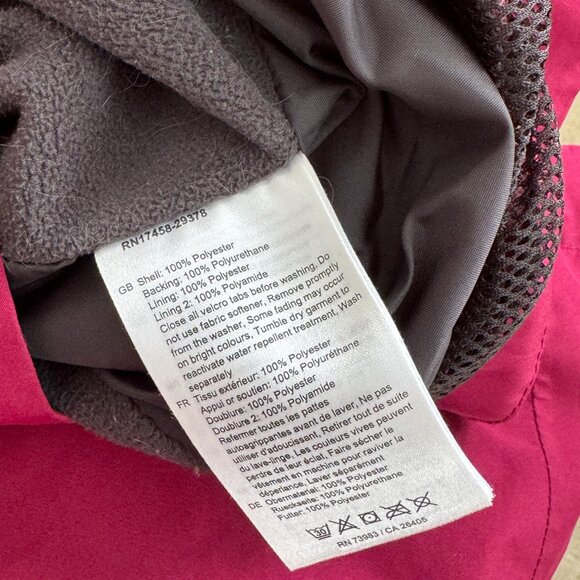 RN17458-29378
GB Shell: 100% Polyester
Backing: 100% Polyurethane
Lining: 100% Polyester
Lining 2: 100% Polyamide
Close all velcro tabs before washing, Do
not use fabric softener, Remove promptly
from the washer, Some fading may occur
on bright colours, Tumble dry garment to
reactivate water repellent treatment, Wash
separately
FR Tissu extérieur: 100% Polyester
Appui or soutien: 100% Polyuréthane
Doublure: 100% Polyester
Doublure 2: 100% Polyamide
Refermer toutes les pattes
autoagrippantes avant de laver, Ne pas
utiliser d'adoucissant, Retirer tout de suite
du lave-linge, Les couleurs vives peuvent
perdre de leur éclat, Faire sécher le
vêtement en machine pour raviver la
déperlance, Laver séparément
DE Obermaterial: 100% Polyester
Rueckseite: 100% Polyurethane
Futter: 100% Polyester
30
RN 73983 / CA 26405